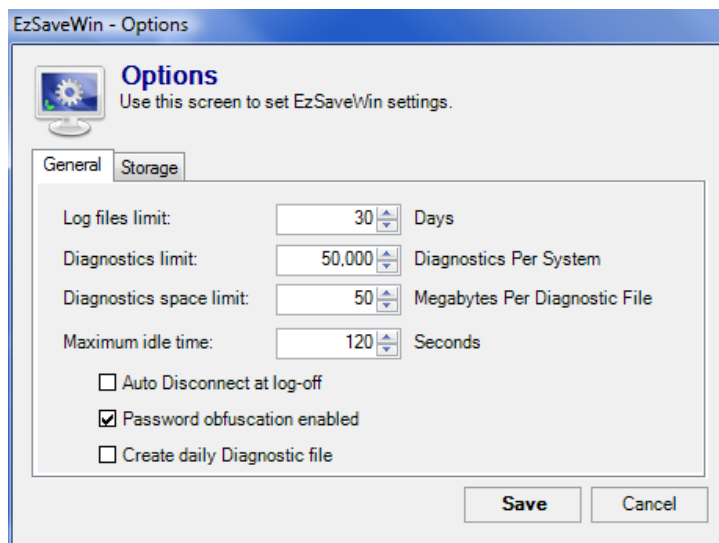 EzSaveWin - Options
Options
Use this screen to set EzSaveWin settings.
General Storage
Log files limit: 30 Days
Diagnostics limit: 50,000 Diagnostics Per System
Diagnostics space limit: 50 Megabytes Per Diagnostic File
Maximum idle time: 120 Seconds
Auto Disconnect at log-off
Password obfuscation enabled
Create daily Diagnostic file
Save Cancel